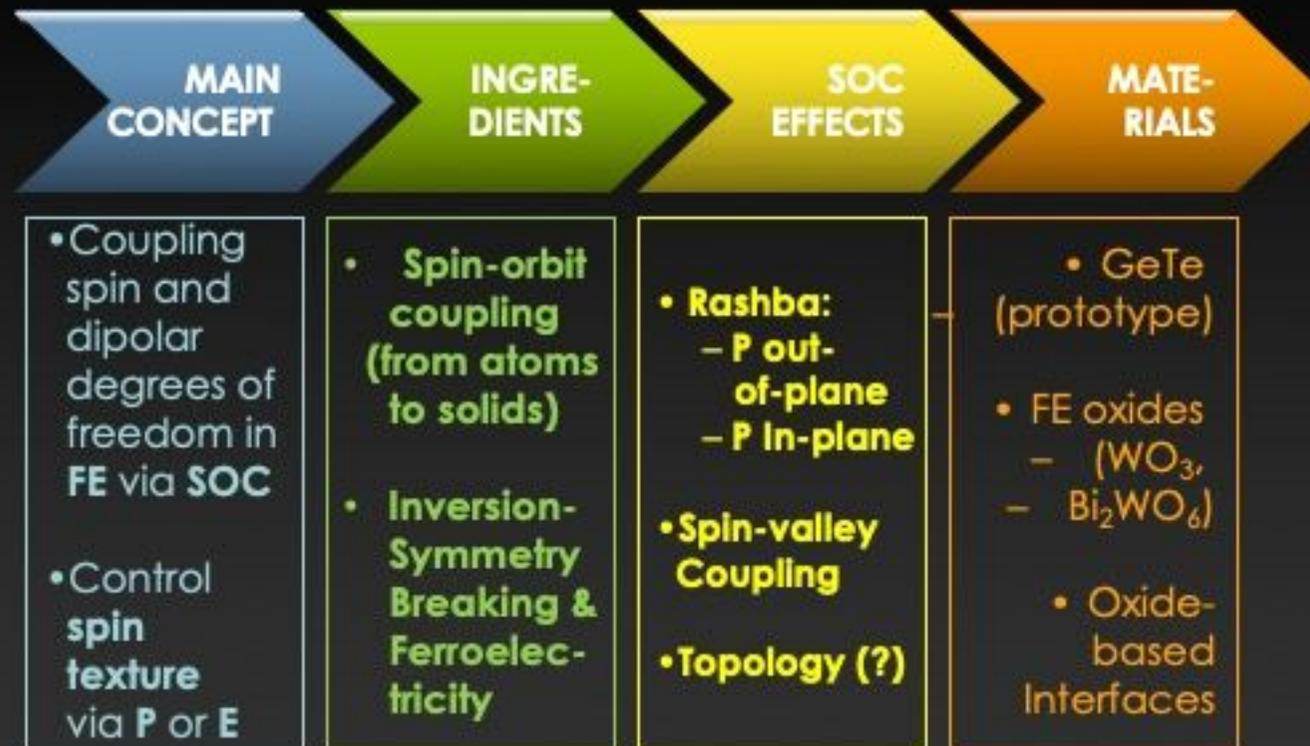 MAIN
CONCEPT
INGRE-
DIENTS
SOC
EFFECTS
MATE-
RIALS
•Coupling
spin and
dipolar
degrees of
freedom in
FE via SOC
•Control
spin
texture
via P or E
• Spin-orbit
coupling
(from atoms
to solids)
• Inversion-
Symmetry
Breaking &
Ferroelec-
tricity
• Rashba:
– P out-
of-plane
– P In-plane
•Spin-valley
Coupling
•Topology (?)
• GeTe
– (prototype)
• FE oxides
– (WO₃,
– Bi₂WO₆)
• Oxide-
based
Interfaces